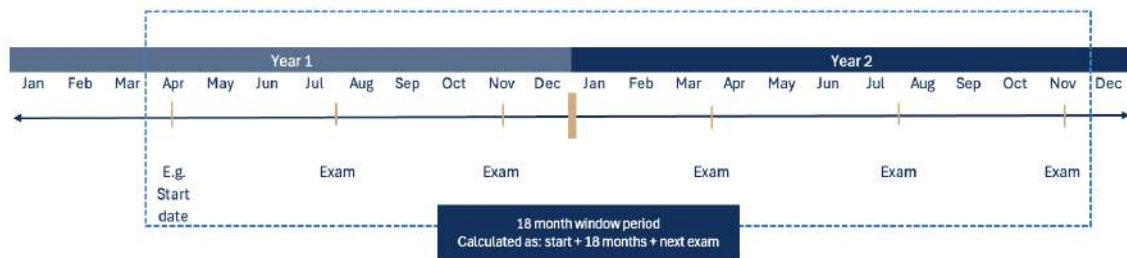 Year 1 Year 2
Jan Feb Mar Apr May Jun Jul Aug Sep Oct Nov Dec Jan Feb Mar Apr May Jun Jul Aug Sep Oct Nov Dec
E.g. Exam Exam Exam Exam Exam
Start
date
18 month window period
Calculated as: start + 18 months + next exam